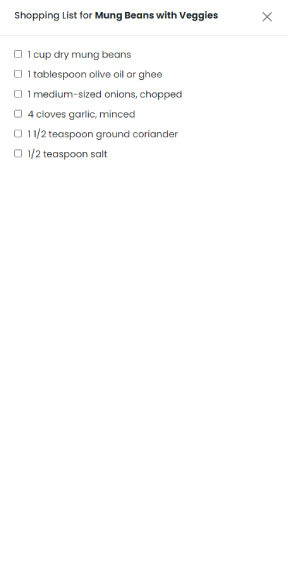 Shopping List for Mung Beans with Veggies
1 cup dry mung beans
1 tablespoon olive oil or ghee
1 medium-sized onions, chopped
4 cloves garlic, minced
1 1/2 teaspoon ground coriander
1/2 teaspoon salt